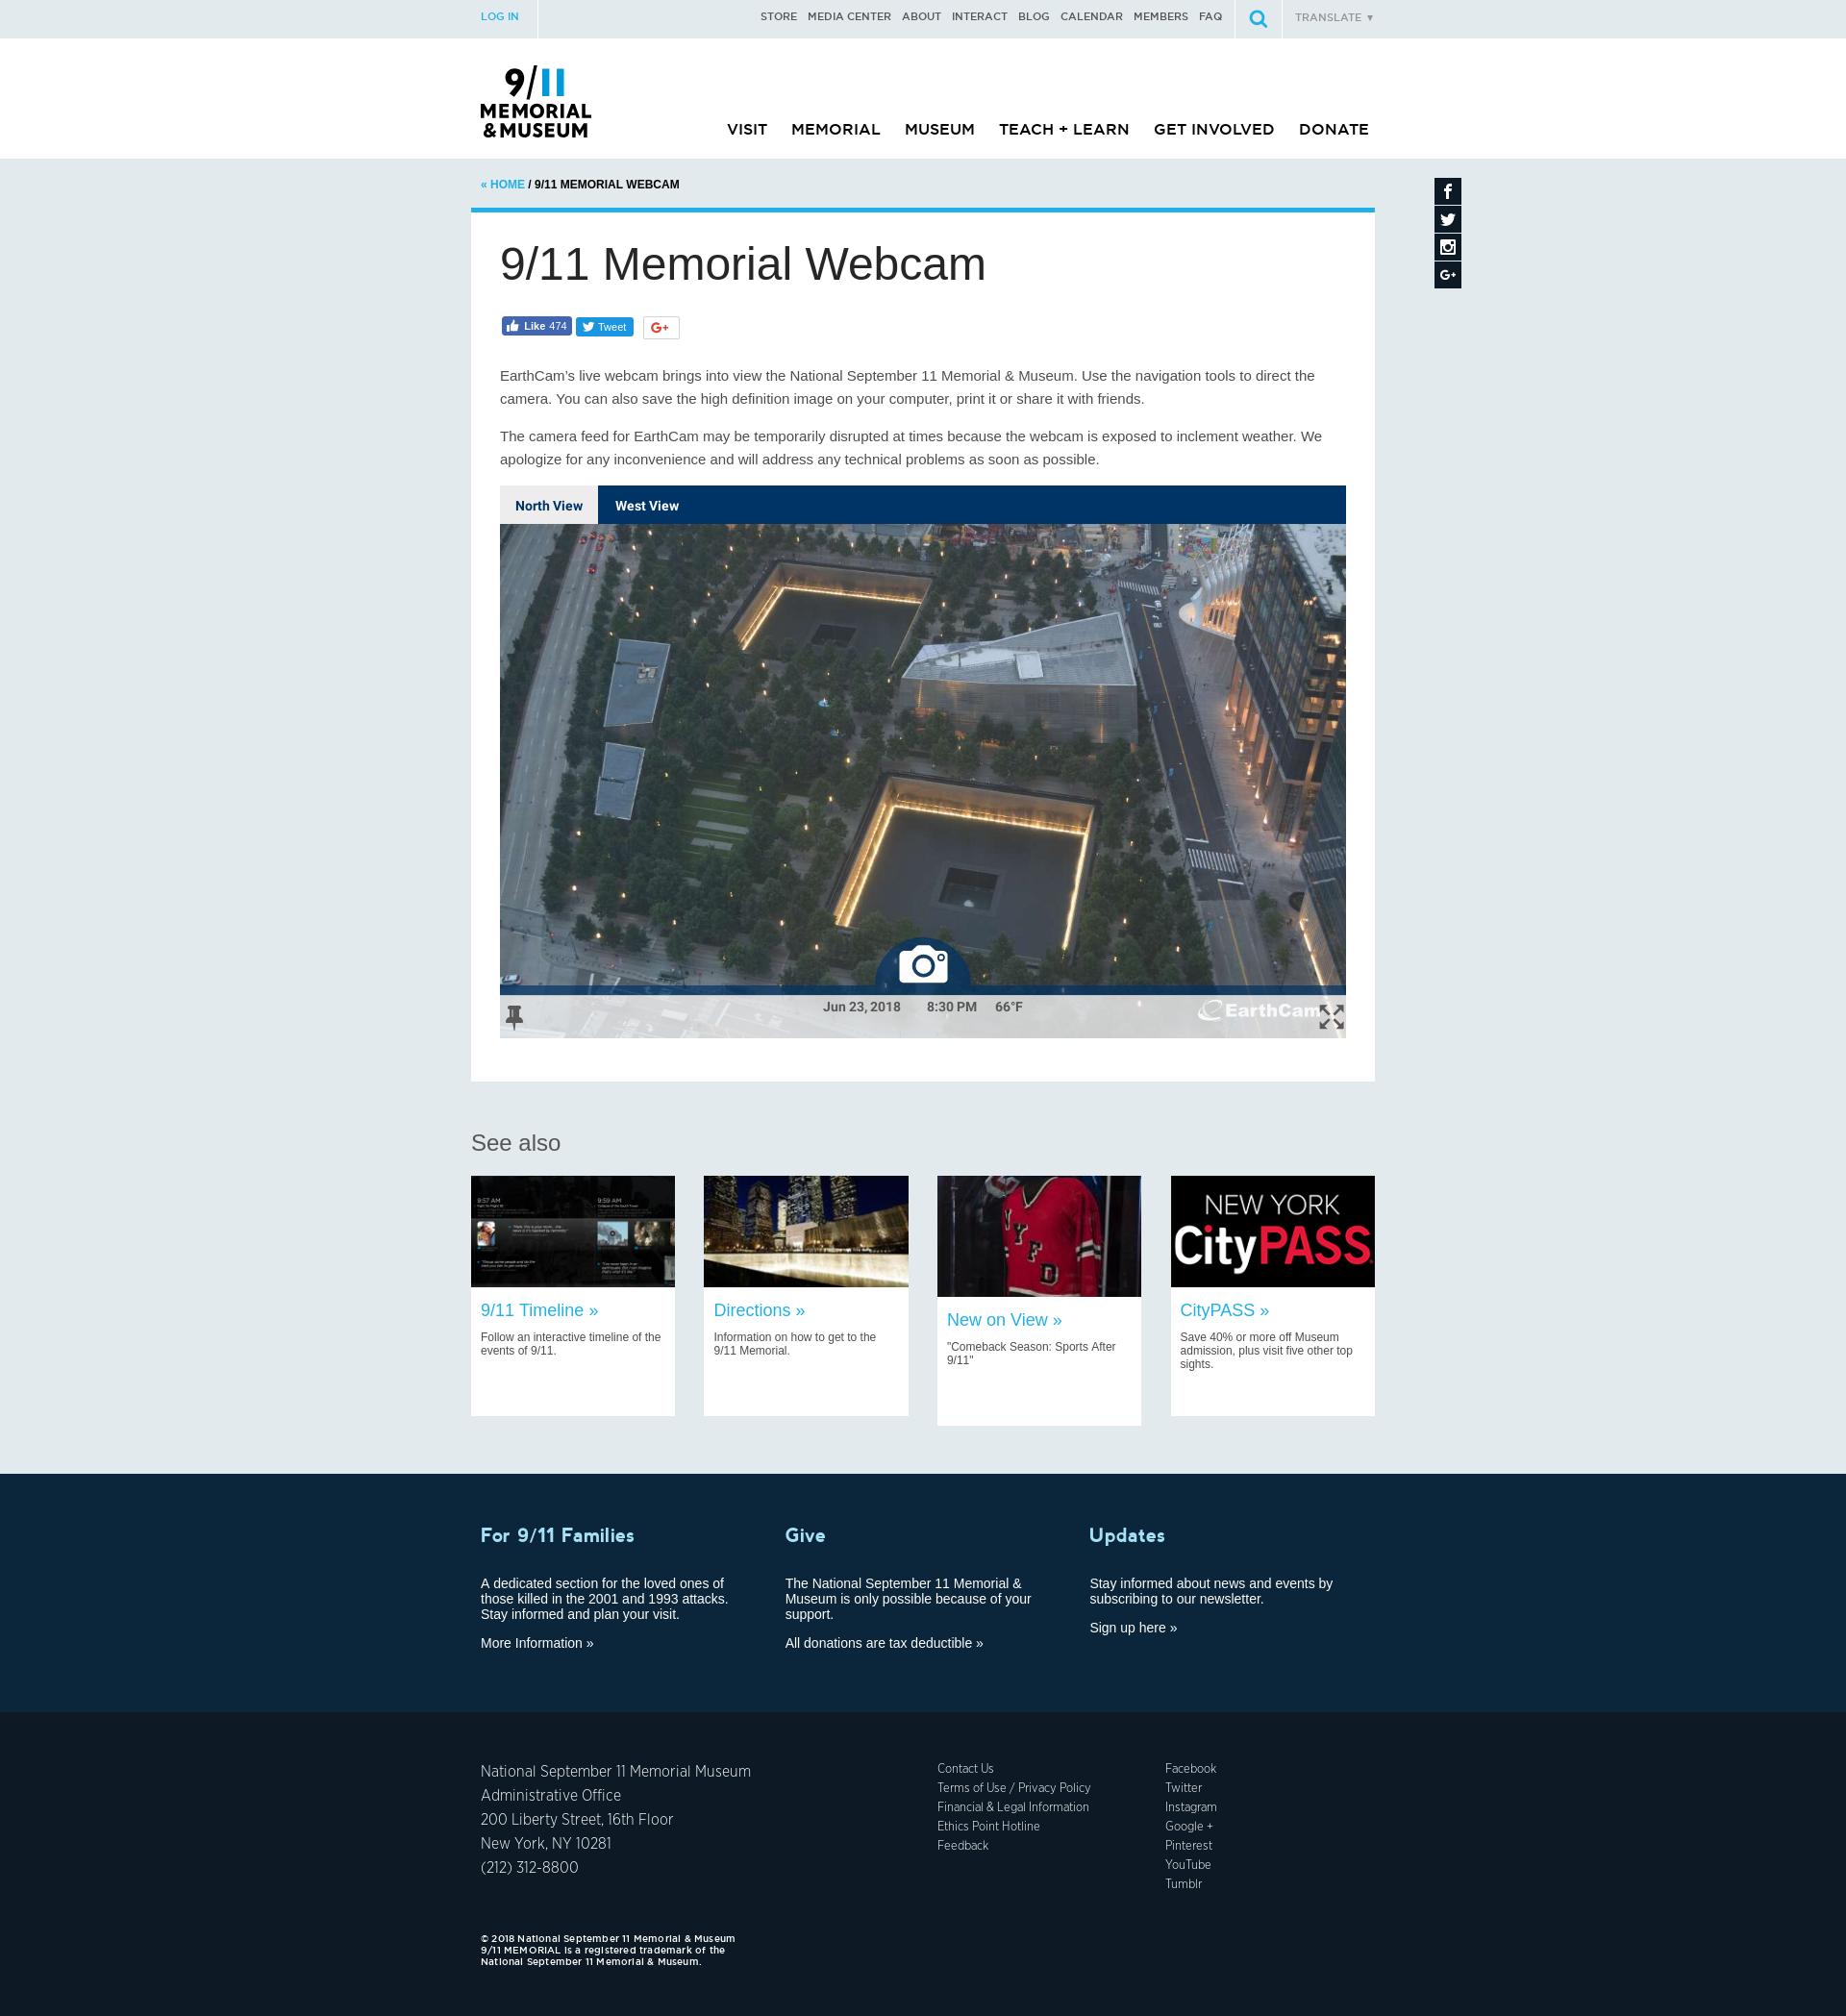 LOG IN
STORE MEDIA CENTER ABOUT INTERACT BLOG CALENDAR MEMBERS FAQ
TRANSLATE ▼
9/11
MEMORIAL
& MUSEUM
VISIT MEMORIAL MUSEUM TEACH + LEARN GET INVOLVED DONATE
« HOME / 9/11 MEMORIAL WEBCAM
9/11 Memorial Webcam
Like 474
Tweet
G+
EarthCam's live webcam brings into view the National September 11 Memorial & Museum. Use the navigation tools to direct the
camera. You can also save the high definition image on your computer, print it or share it with friends.
The camera feed for EarthCam may be temporarily disrupted at times because the webcam is exposed to inclement weather. We
apologize for any inconvenience and will address any technical problems as soon as possible.
North View West View
Jun 23, 2018 8:30 PM 66°F
EarthCam
See also
9:57 AM
9:59 AM
NYFD
NEW YORK
CityPASS
9/11 Timeline »
Follow an interactive timeline of the
events of 9/11.
Directions »
Information on how to get to the
9/11 Memorial.
New on View »
"Comeback Season: Sports After
9/11"
CityPASS »
Save 40% or more off Museum
admission, plus visit five other top
sights.
For 9/11 Families
A dedicated section for the loved ones of
those killed in the 2001 and 1993 attacks.
Stay informed and plan your visit.
More Information »
Give
The National September 11 Memorial &
Museum is only possible because of your
support.
All donations are tax deductible »
Updates
Stay informed about news and events by
subscribing to our newsletter.
Sign up here »
National September 11 Memorial Museum
Administrative Office
200 Liberty Street, 16th Floor
New York, NY 10281
(212) 312-8800
Contact Us
Terms of Use / Privacy Policy
Financial & Legal Information
Ethics Point Hotline
Feedback
Facebook
Twitter
Instagram
Google +
Pinterest
YouTube
Tumblr
© 2018 National September 11 Memorial & Museum
9/11 MEMORIAL is a registered trademark of the
National September 11 Memorial & Museum.